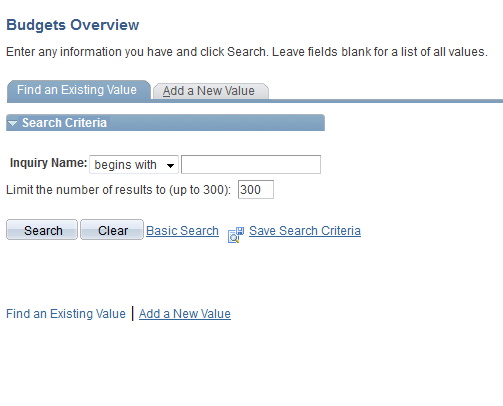 Budgets Overview
Enter any information you have and click Search. Leave fields blank for a list of all values.
Find an Existing Value Add a New Value
Search Criteria
Inquiry Name: begins with
Limit the number of results to (up to 300): 300
Search Clear Basic Search Save Search Criteria
Find an Existing Value | Add a New Value